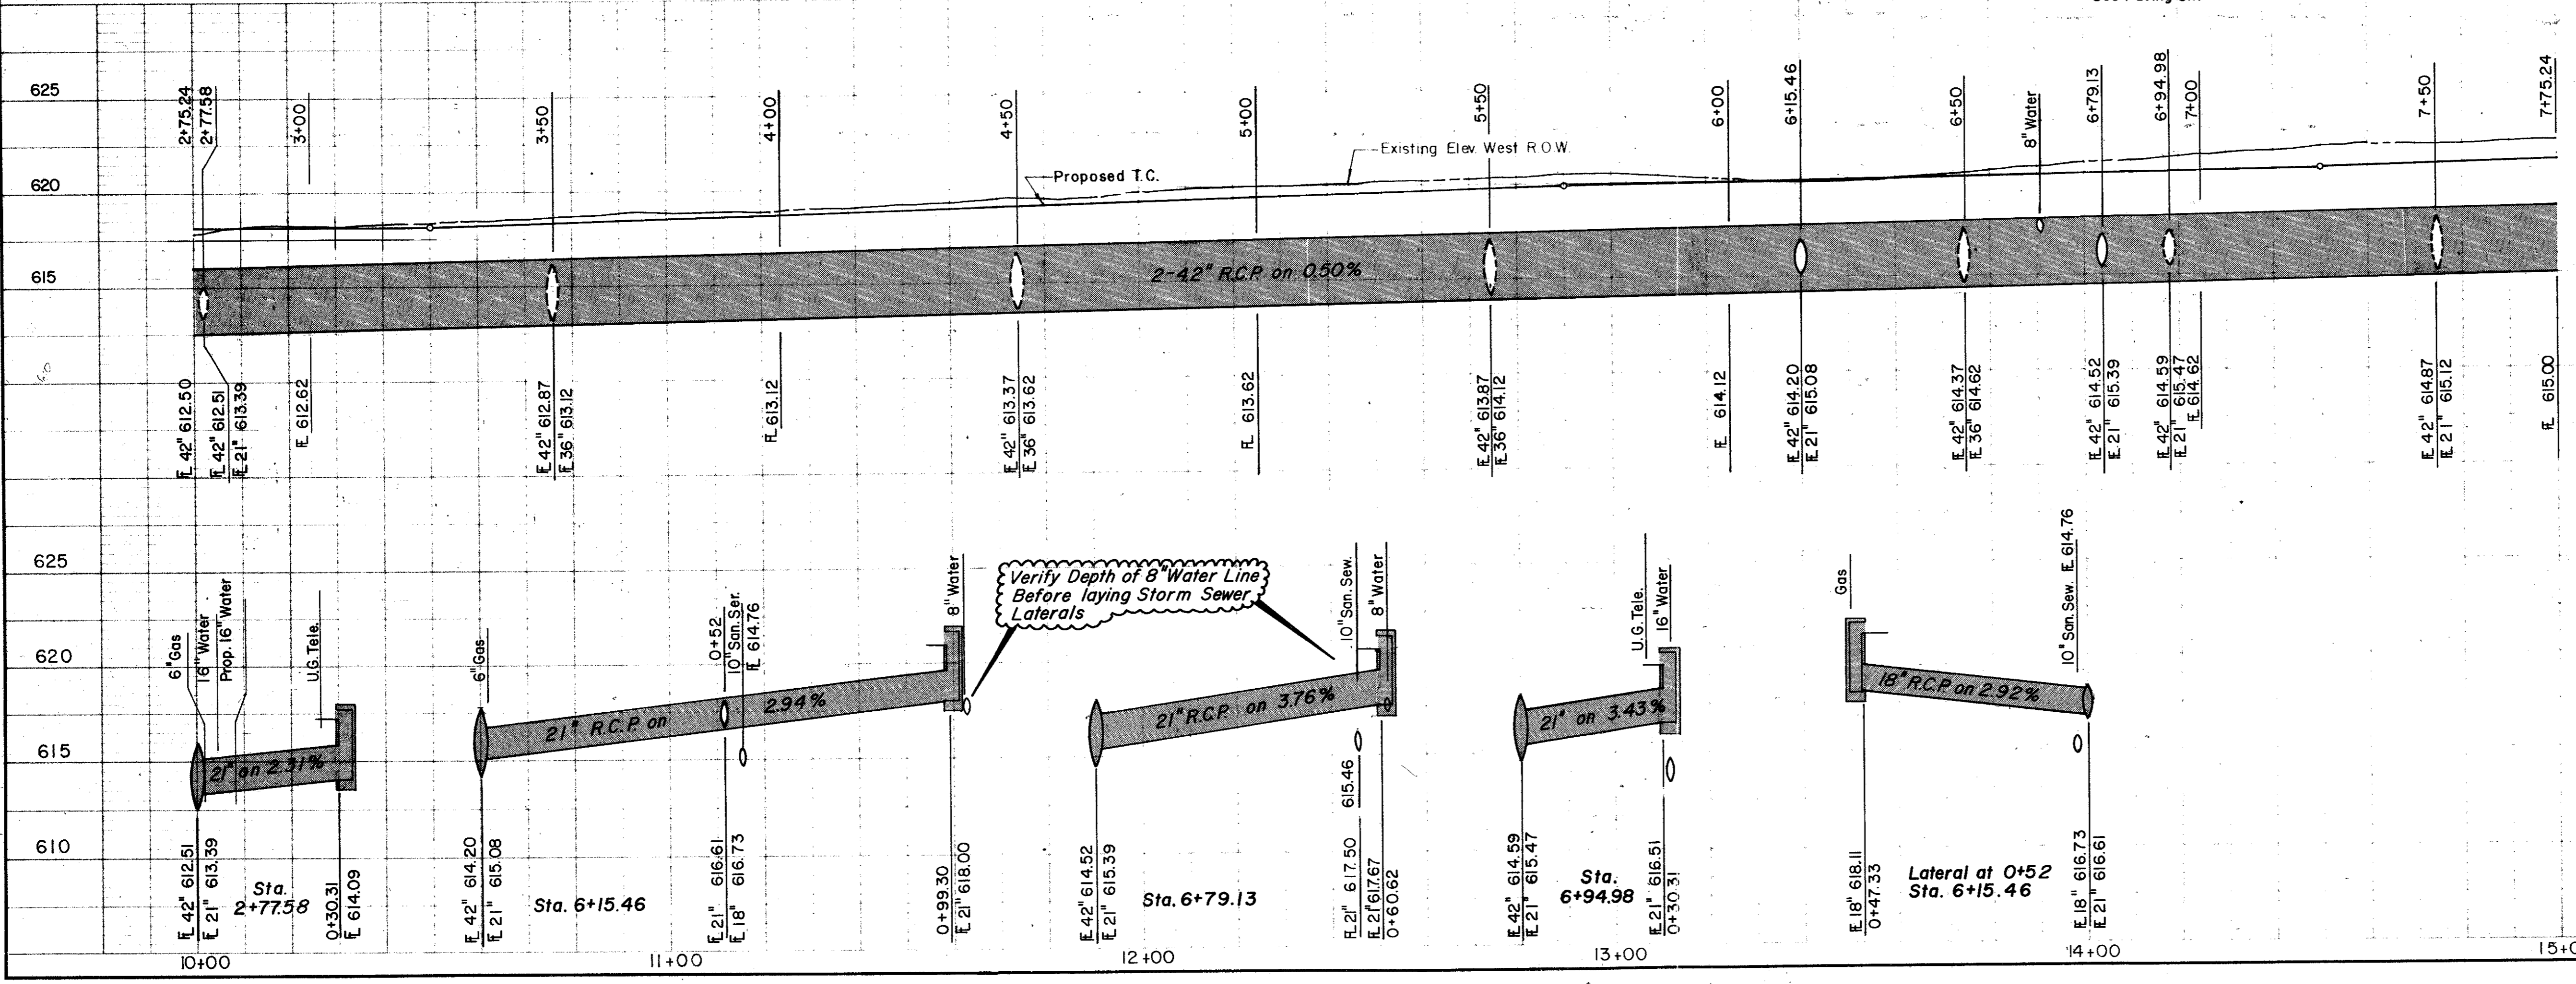 625
620
615
2+75.24
2+77.58
3+00
3+50
4+00
4+50
5+00
5+50
6+00
6+15.46
6+50
8" Water
6+79.13
6+94.98
7+00
7+50
7+75.24
Proposed T.C.
Existing Elev. West R.O.W.
2-42" R.C.P. on 0.50%
FL 42" 612.50
FL 42" 612.51
FL 21" 613.39
FL 612.62
FL 42" 612.87
FL 36" 613.12
FL 613.12
FL 42" 613.37
FL 36" 613.62
FL 613.62
FL 42" 613.87
FL 36" 614.12
FL 614.12
FL 42" 614.20
FL 21" 615.08
FL 42" 614.37
FL 36" 614.62
FL 42" 614.52
FL 21" 615.39
FL 42" 614.59
FL 21" 615.47
FL 614.62
FL 42" 614.87
FL 21" 615.12
FL 615.00
625
620
615
610
6" Gas
16" Water
Prop. 16" Water
U.G. Tele.
21" on 2.31%
FL 42" 612.51
FL 21" 613.39
Sta.
2+77.58
0+30.31
FL 614.09
6" Gas
0+52
10" San. Ser.
FL 614.76
8" Water
21" R.C.P. on 2.94%
FL 42" 614.20
FL 21" 615.08
Sta. 6+15.46
FL 21" 616.61
FL 18" 616.73
0+99.30
FL 21" 618.00
Verify Depth of 8" Water Line
Before laying Storm Sewer
Laterals
10" San. Sew.
8" Water
21" R.C.P. on 3.76%
615.46
FL 42" 614.52
FL 21" 615.39
Sta. 6+79.13
FL 21" 617.50
FL 21" 617.67
0+60.62
U.G. Tele.
16" Water
21" on 3.43%
FL 42" 614.59
FL 21" 615.47
Sta.
6+94.98
FL 21" 616.51
0+30.31
Gas
10" San. Sew. FL 614.76
18" R.C.P. on 2.92%
FL 18" 618.11
0+47.33
Lateral at 0+52
Sta. 6+15.46
FL 18" 616.73
FL 21" 616.61
10+00
11+00
12+00
13+00
14+00